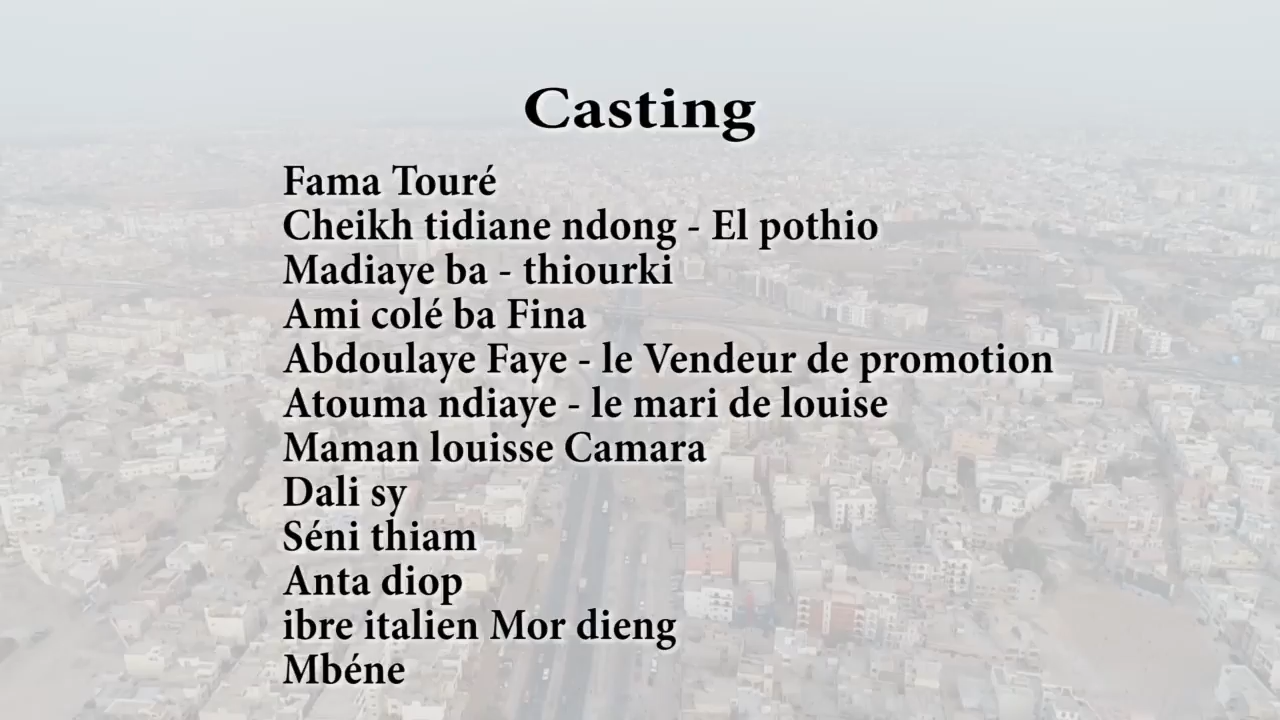 Casting
Fama Touré
Cheikh tidiane ndong - El pothio
Madiaye ba - thiourki
Ami colé ba Fina
Abdoulaye Faye - le Vendeur de promotion
Atouma ndiaye - le mari de louise
Maman louisse Camara
Dali sy
Séni thiam
Anta diop
ibre italien Mor dieng
Mbéne